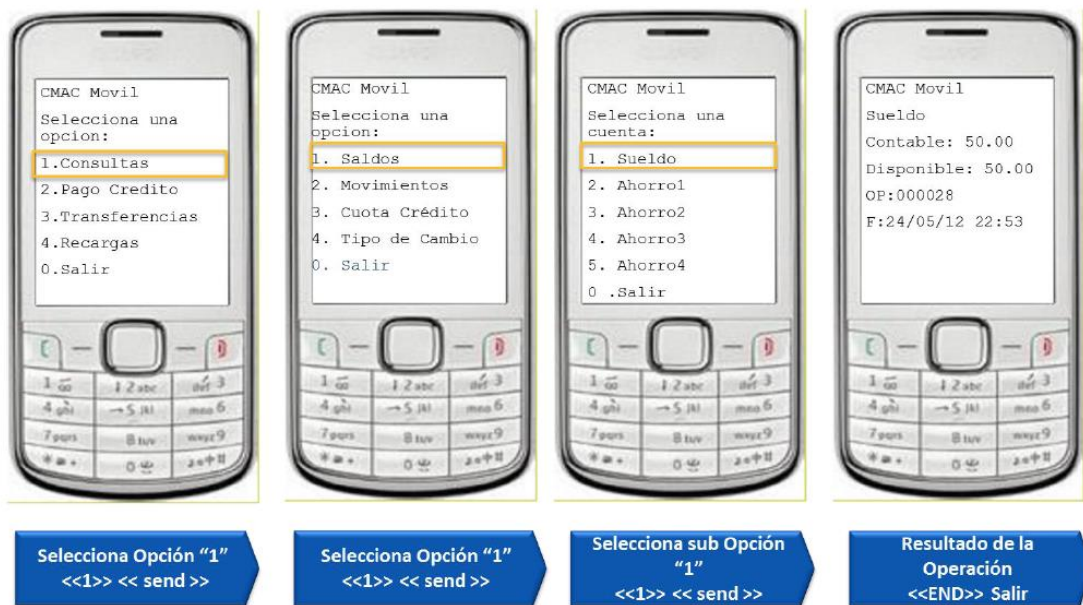 CMAC Movil
Selecciona una
opcion:
1.Consultas
2.Pago Credito
3.Transferencias
4.Recargas
0.Salir
CMAC Movil
Selecciona una
opcion:
1. Saldos
2. Movimientos
3. Cuota Crédito
4. Tipo de Cambio
0. Salir
CMAC Movil
Selecciona una
cuenta:
1. Sueldo
2. Ahorro1
3. Ahorro2
4. Ahorro3
5. Ahorro4
0 .Salir
CMAC Movil
Sueldo
Contable: 50.00
Disponible: 50.00
OP:000028
F:24/05/12 22:53
Selecciona Opción “1”
<<1>> << send >>
Selecciona Opción “1”
<<1>> << send >>
Selecciona sub Opción
“1”
<<1>> << send >>
Resultado de la
Operación
<<END>> Salir